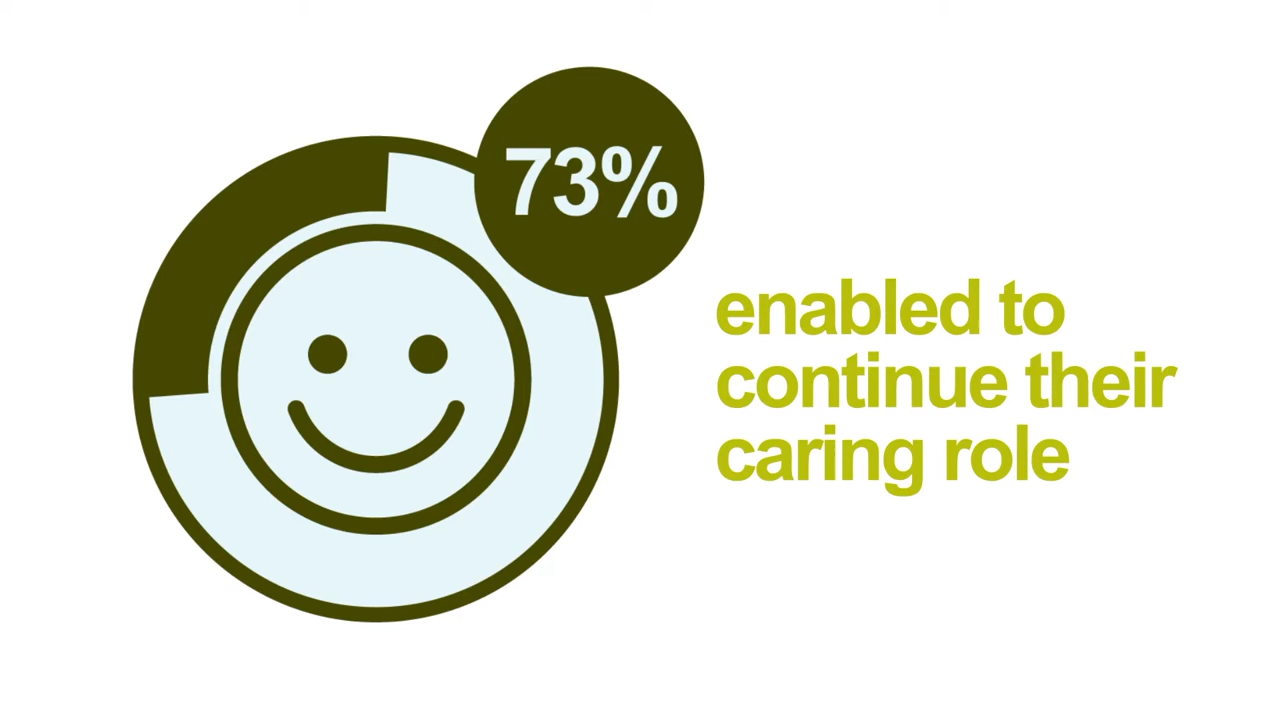 73%
enabled to
continue their
caring role